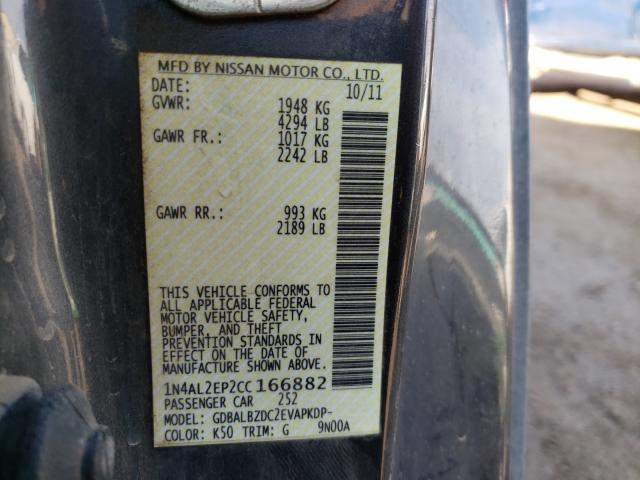 MFD BY NISSAN MOTOR CO., LTD.
DATE: 10/11
GVWR: 1948 KG
4294 LB
GAWR FR.: 1017 KG
2242 LB
GAWR RR.: 993 KG
2189 LB
THIS VEHICLE CONFORMS TO
ALL APPLICABLE FEDERAL
MOTOR VEHICLE SAFETY,
BUMPER, AND THEFT
PREVENTION STANDARDS IN
EFFECT ON THE DATE OF
MANUFACTURE SHOWN ABOVE.
1N4AL2EP2CC166882
PASSENGER CAR 252
MODEL: GDBALBZDC2EVAPKDP-
COLOR: K50 TRIM: G 9N00A